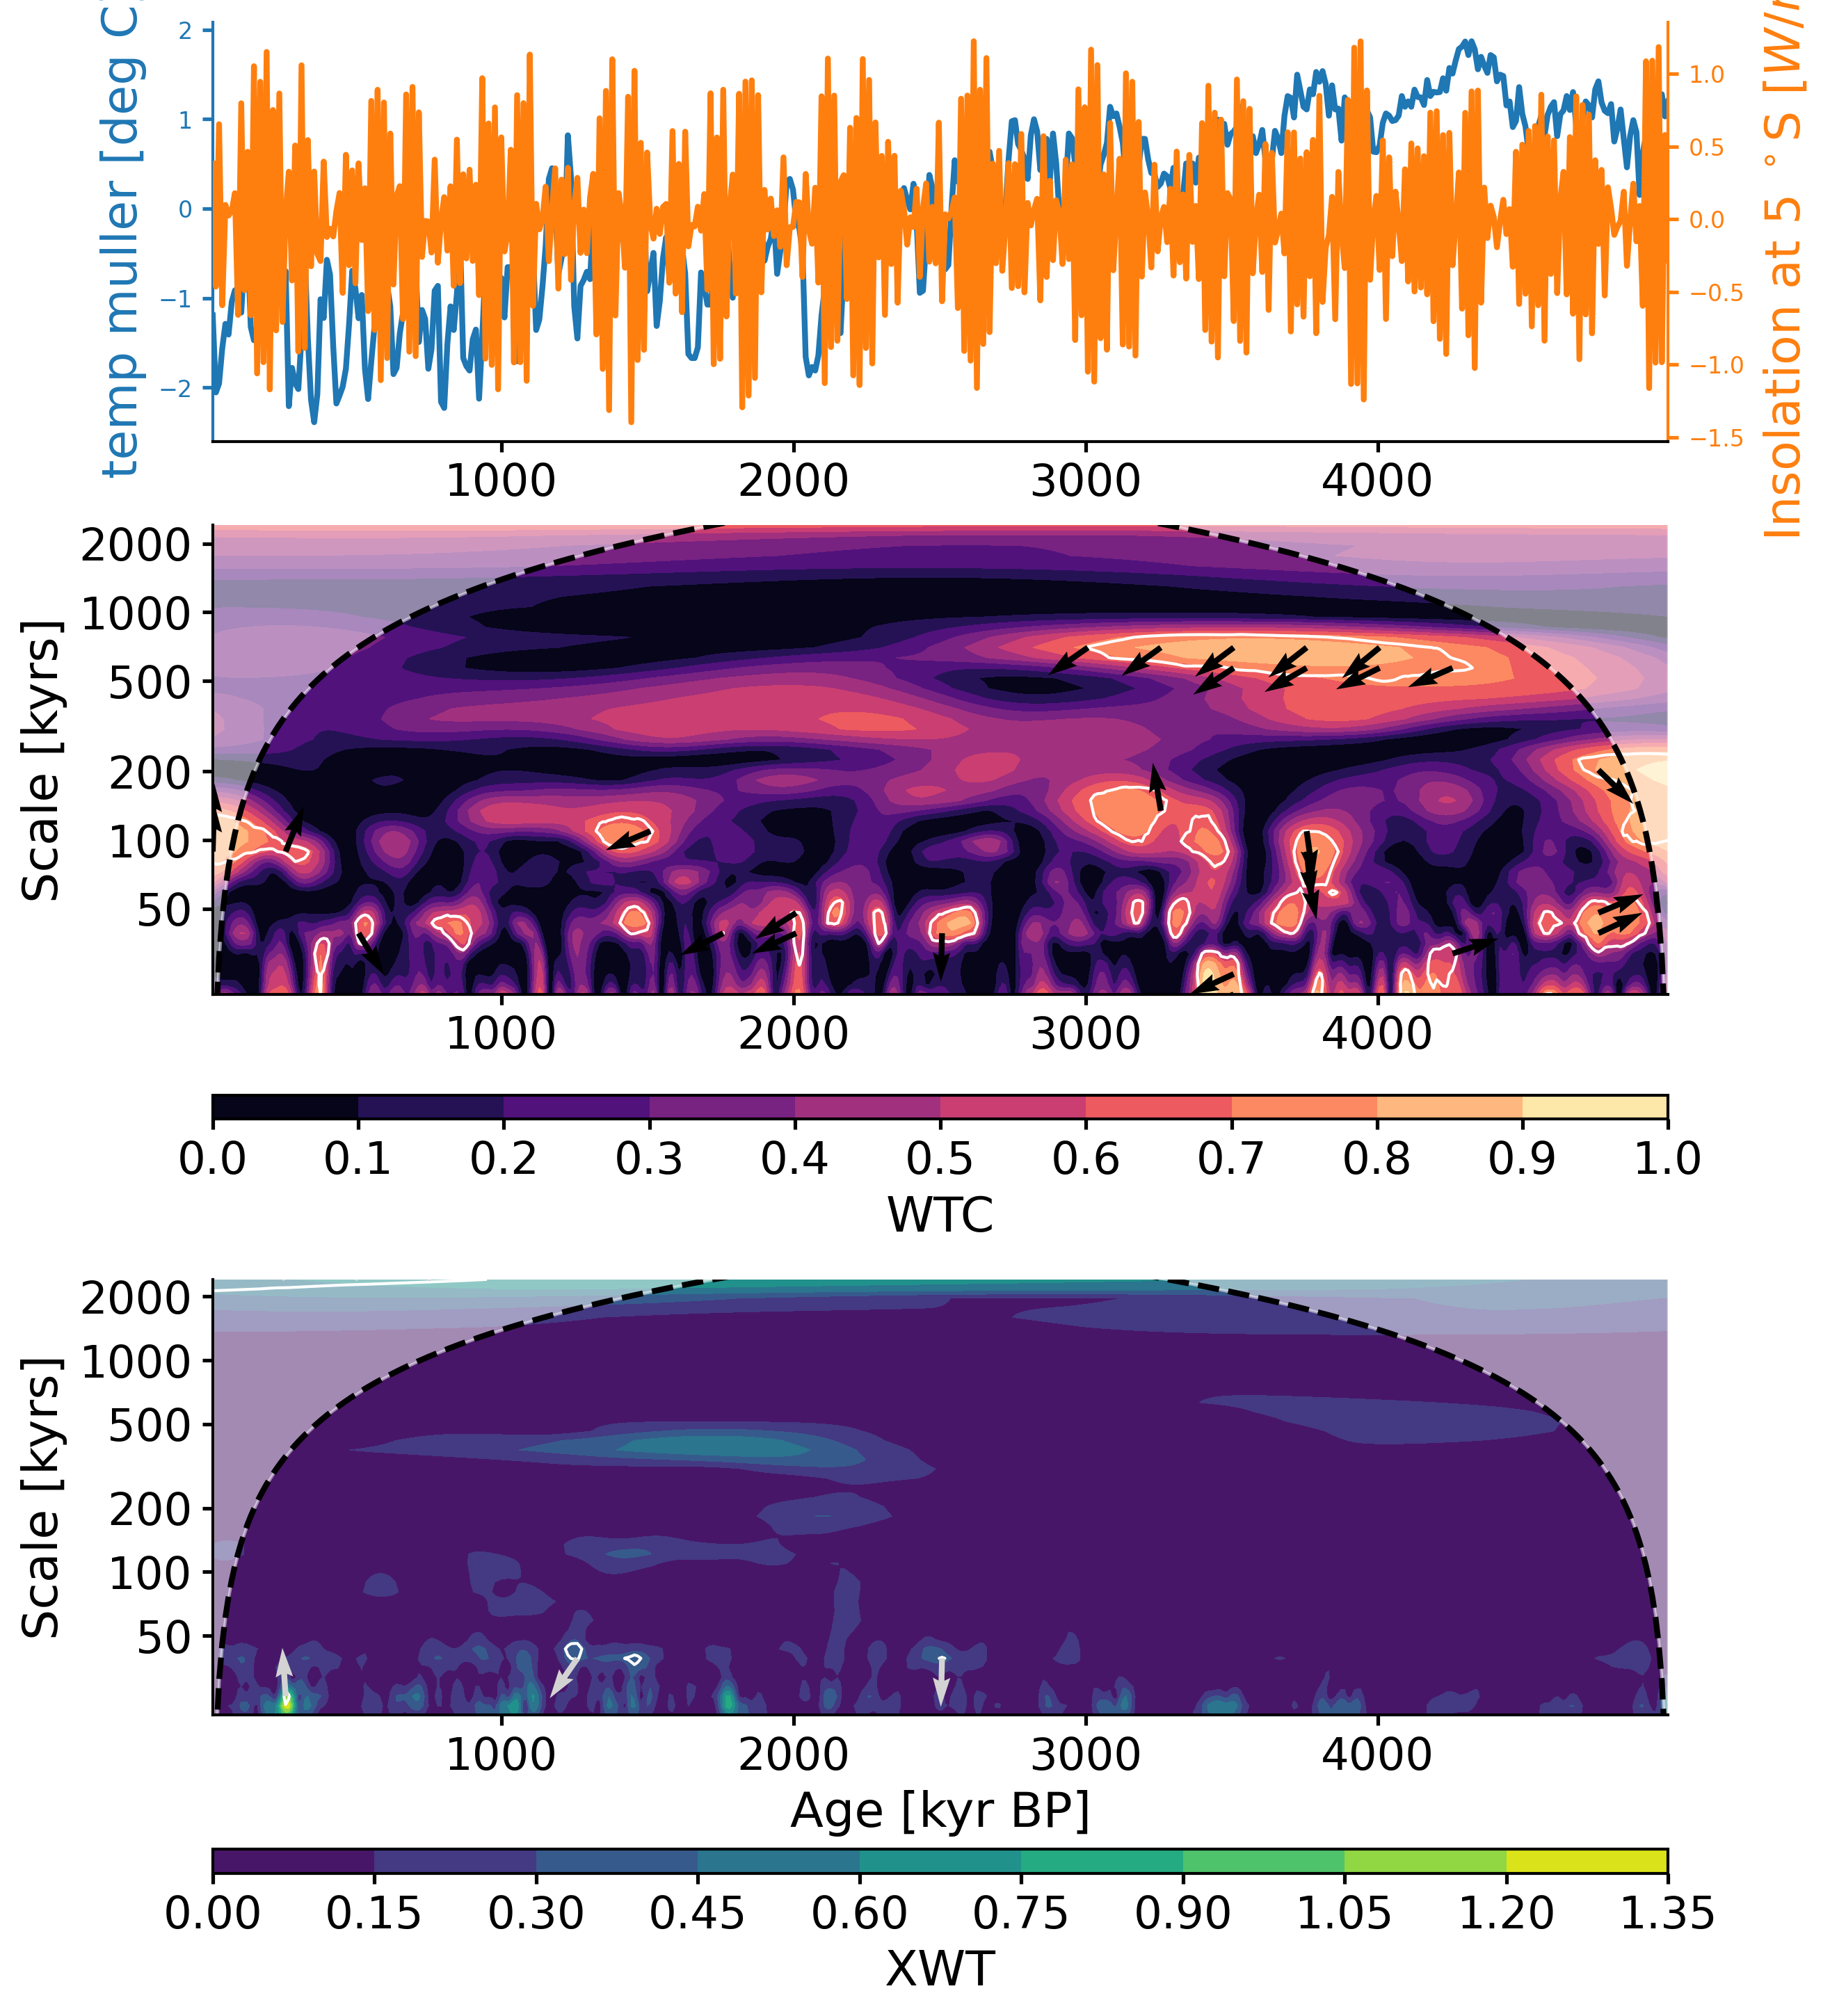 temp muller [deg C
2
1
0
−1
−2
1.0
0.5
0.0
−0.5
−1.0
−1.5
Insolation at 5 °S [W/
1000 2000 3000 4000
Scale [kyrs]
2000
1000
500
200
100
50
1000 2000 3000 4000
0.0 0.1 0.2 0.3 0.4 0.5 0.6 0.7 0.8 0.9 1.0
WTC
Scale [kyrs]
2000
1000
500
200
100
50
1000 2000 3000 4000
Age [kyr BP]
0.00 0.15 0.30 0.45 0.60 0.75 0.90 1.05 1.20 1.35
XWT